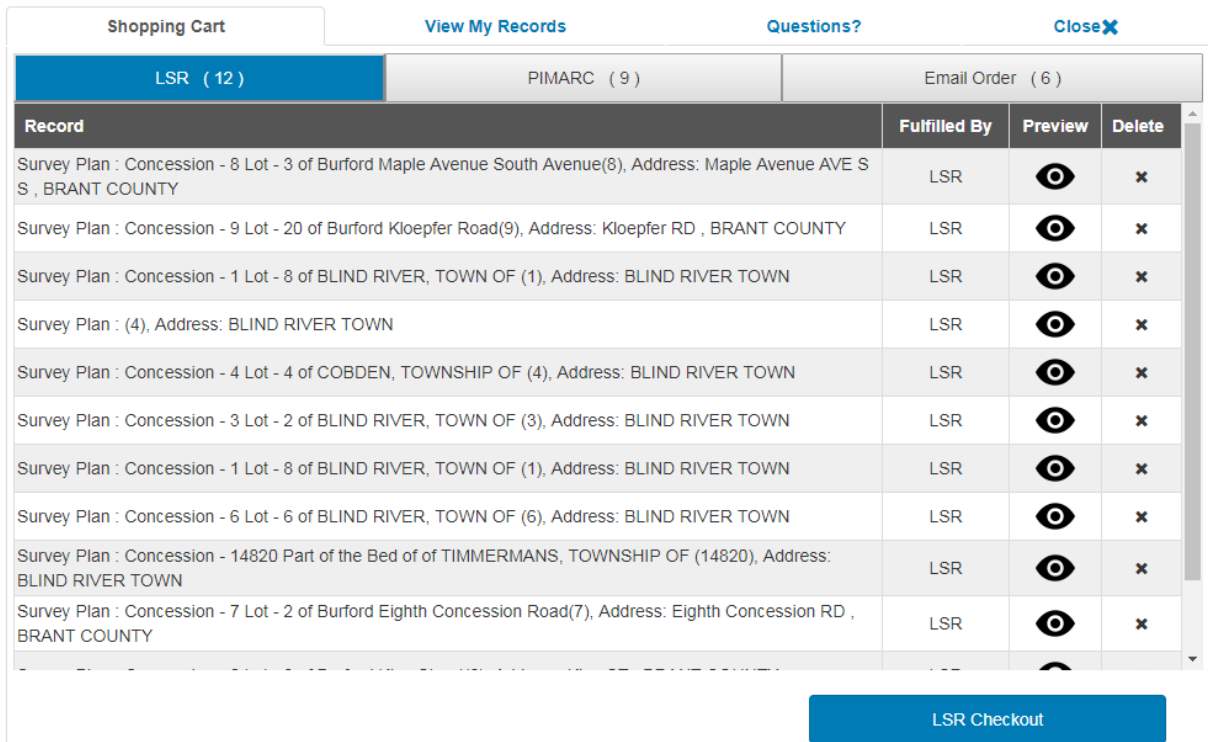 Shopping Cart View My Records Questions? Close
LSR ( 12 ) PIMARC ( 9 ) Email Order ( 6 )
Record Fulfilled By Preview Delete
Survey Plan : Concession - 8 Lot - 3 of Burford Maple Avenue South Avenue(8), Address: Maple Avenue AVE S
S , BRANT COUNTY LSR
Survey Plan : Concession - 9 Lot - 20 of Burford Kloepfer Road(9), Address: Kloepfer RD , BRANT COUNTY LSR
Survey Plan : Concession - 1 Lot - 8 of BLIND RIVER, TOWN OF (1), Address: BLIND RIVER TOWN LSR
Survey Plan : (4), Address: BLIND RIVER TOWN LSR
Survey Plan : Concession - 4 Lot - 4 of COBDEN, TOWNSHIP OF (4), Address: BLIND RIVER TOWN LSR
Survey Plan : Concession - 3 Lot - 2 of BLIND RIVER, TOWN OF (3), Address: BLIND RIVER TOWN LSR
Survey Plan : Concession - 1 Lot - 8 of BLIND RIVER, TOWN OF (1), Address: BLIND RIVER TOWN LSR
Survey Plan : Concession - 6 Lot - 6 of BLIND RIVER, TOWN OF (6), Address: BLIND RIVER TOWN LSR
Survey Plan : Concession - 14820 Part of the Bed of of TIMMERMANS, TOWNSHIP OF (14820), Address:
BLIND RIVER TOWN LSR
Survey Plan : Concession - 7 Lot - 2 of Burford Eighth Concession Road(7), Address: Eighth Concession RD ,
BRANT COUNTY LSR
LSR Checkout